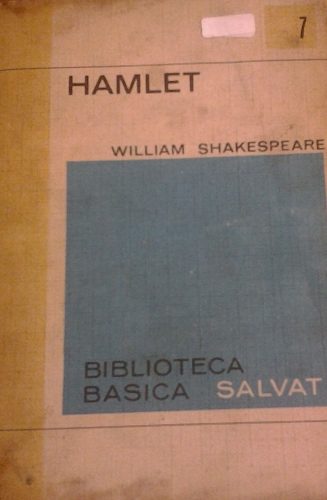 7
HAMLET
WILLIAM SHAKESPEARE
BIBLIOTECA
BASICA SALVAT